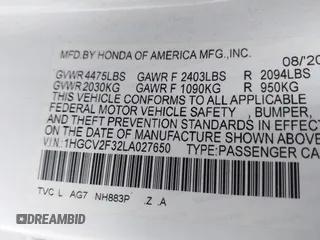 MFD.BY HONDA OF AMERICA MFG.,INC. 08/20
GVWR 4475LBS GAWR F 2403LBS R 2094LBS
GVWR 2030KG GAWR F 1090KG R 950KG
THIS VEHICLE CONFORMS TO ALL APPLICABLE
FEDERAL MOTOR VEHICLE SAFETY , BUMPER,
AND THEFT PREVENTION STANDARDS IN EFFECT
DATE OF MANUFACTURE SHOWN ABOVE.
V.I.N: 1HGCV2F32LA027650 TYPE:PASSENGER CA
TVC L AG7 NH883P .Z .A
DREAMBID